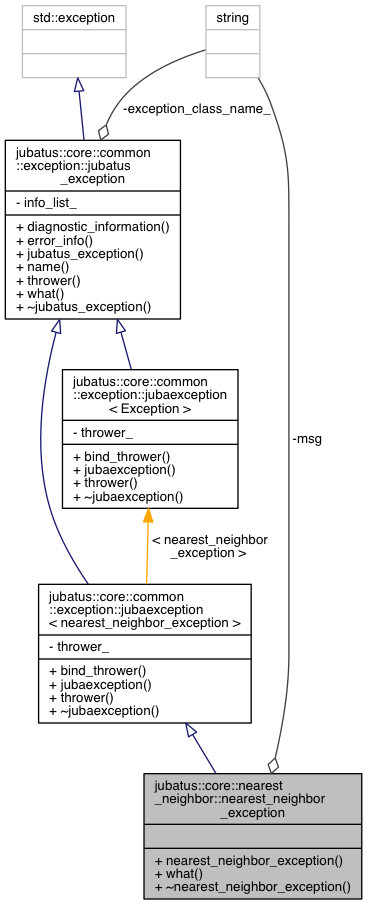 std::exception
string
-exception_class_name_
jubatus::core::common
::exception::jubatus
_exception
- info_list_
+ diagnostic_information()
+ error_info()
+ jubatus_exception()
+ name()
+ thrower()
+ what()
+ ~jubatus_exception()
jubatus::core::common
::exception::jubaexception
< Exception >
- thrower_
+ bind_thrower()
+ jubaexception()
+ thrower()
+ ~jubaexception()
-msg
< nearest_neighbor
_exception >
jubatus::core::common
::exception::jubaexception
< nearest_neighbor_exception >
- thrower_
+ bind_thrower()
+ jubaexception()
+ thrower()
+ ~jubaexception()
jubatus::core::nearest
_neighbor::nearest_neighbor
_exception
+ nearest_neighbor_exception()
+ what()
+ ~nearest_neighbor_exception()